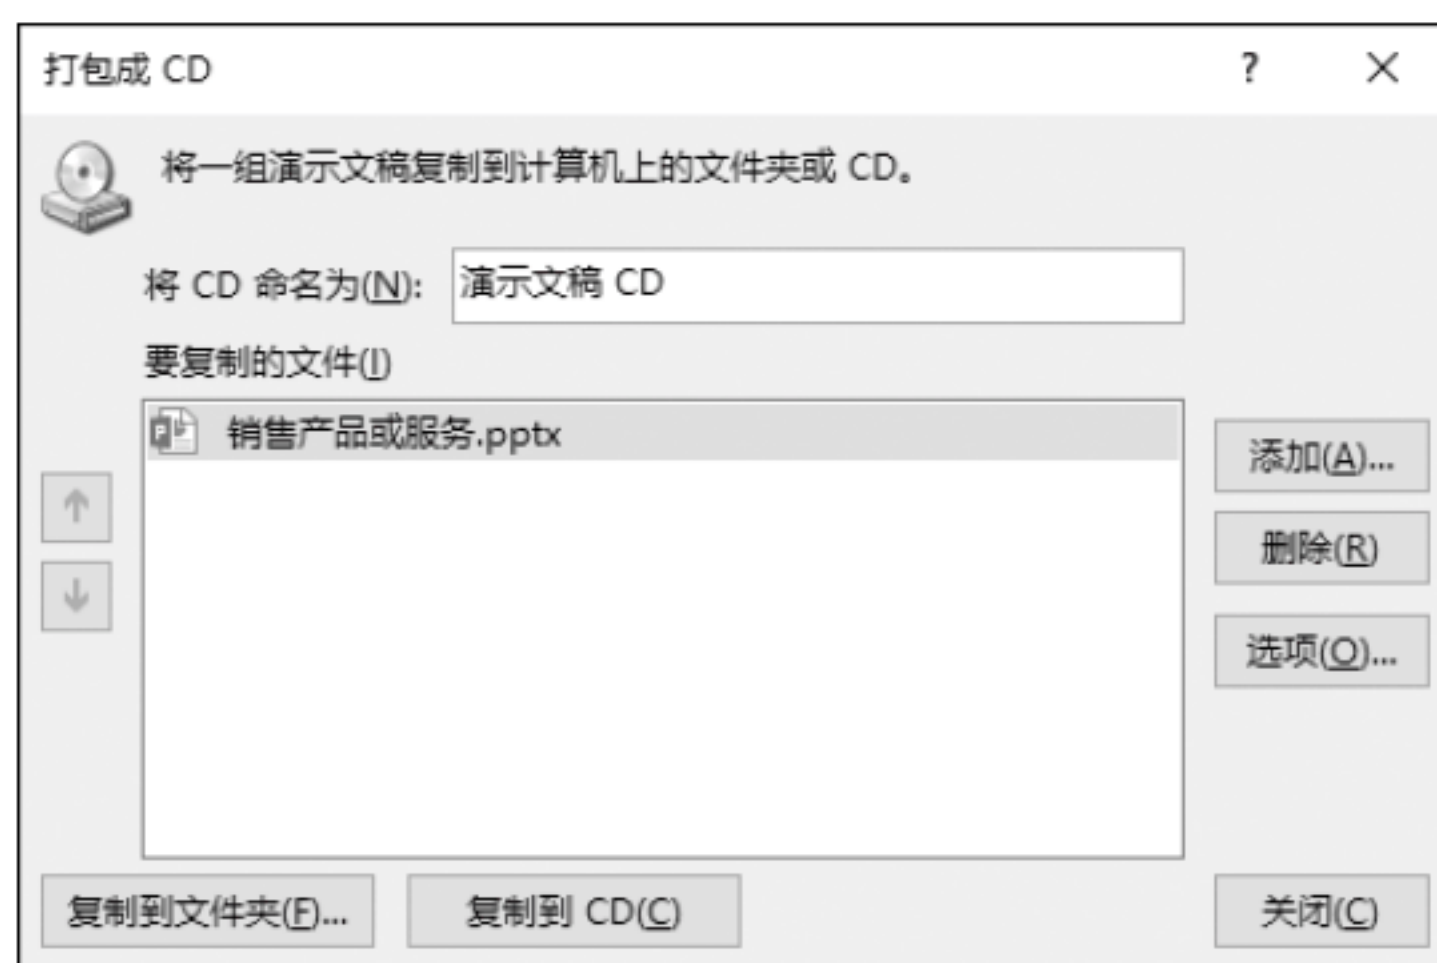 打包成 CD
?
将一组演示文稿复制到计算机上的文件夹或 CD。
将 CD 命名为(N): 演示文稿 CD
要复制的文件(I)
销售产品或服务.pptx
添加(A)...
删除(R)
选项(O)...
复制到文件夹(F)... 复制到 CD(C) 关闭(C)